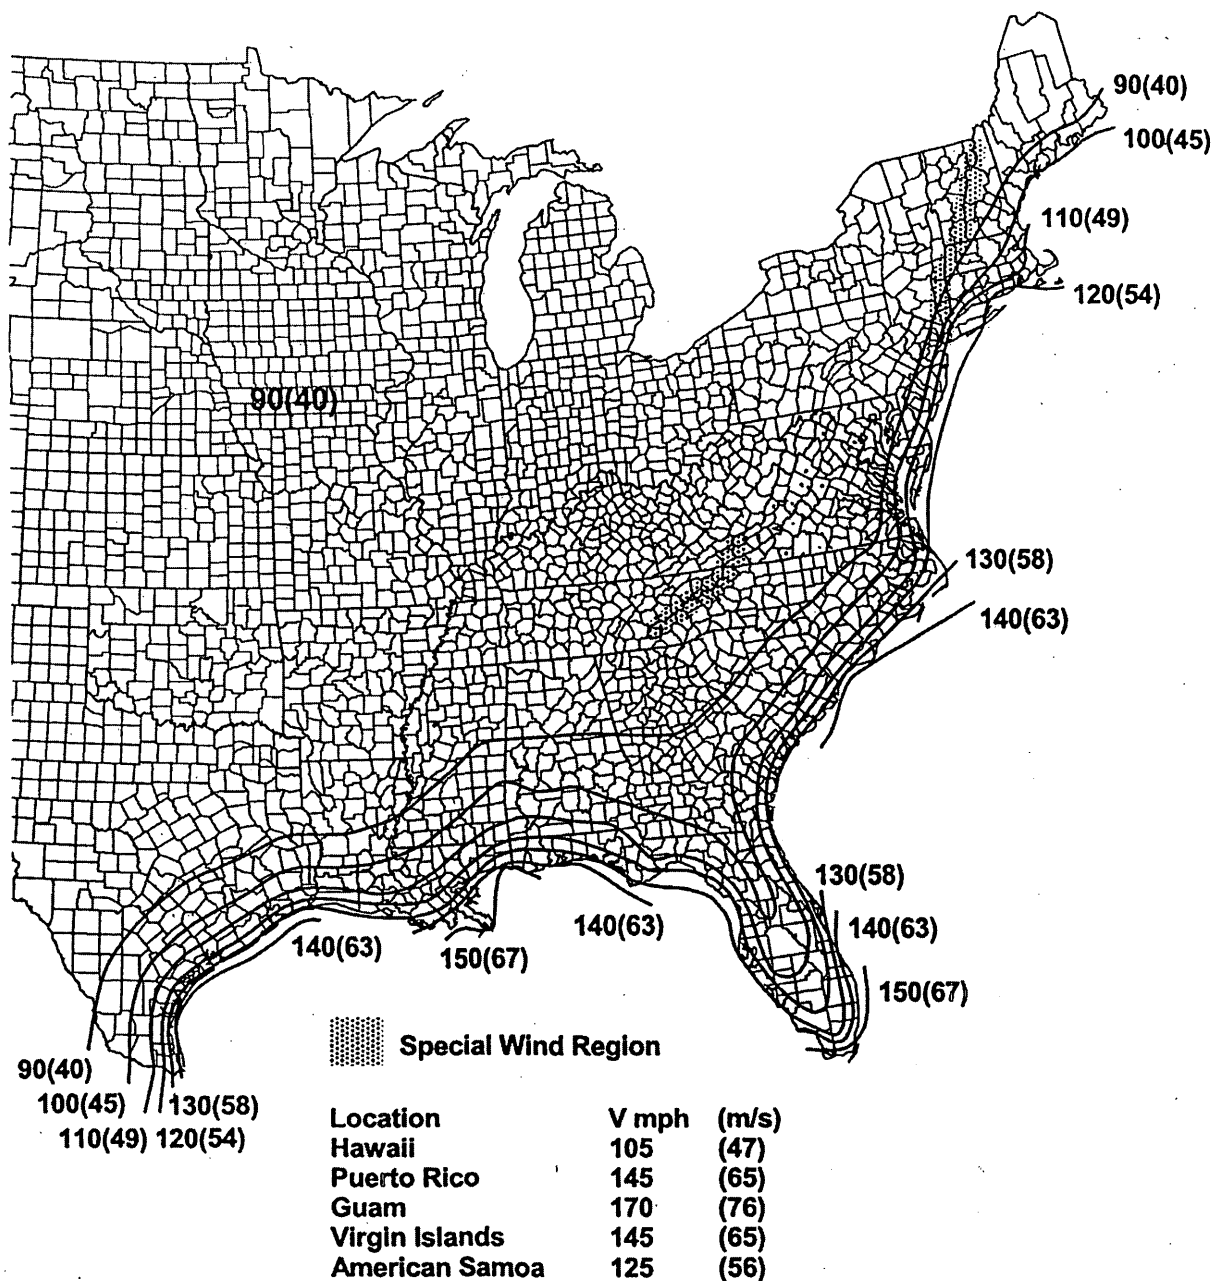 90(40)
100(45)
110(49)
120(54)
90(40)
130(58)
140(63)
130(58)
140(63)
140(63)
140(63)
150(67)
150(67)
Special Wind Region
90(40)
100(45)
130(58)
110(49)
120(54)
Location V mph (m/s)
Hawaii 105 (47)
Puerto Rico 145 (65)
Guam 170 (76)
Virgin Islands 145 (65)
American Samoa 125 (56)